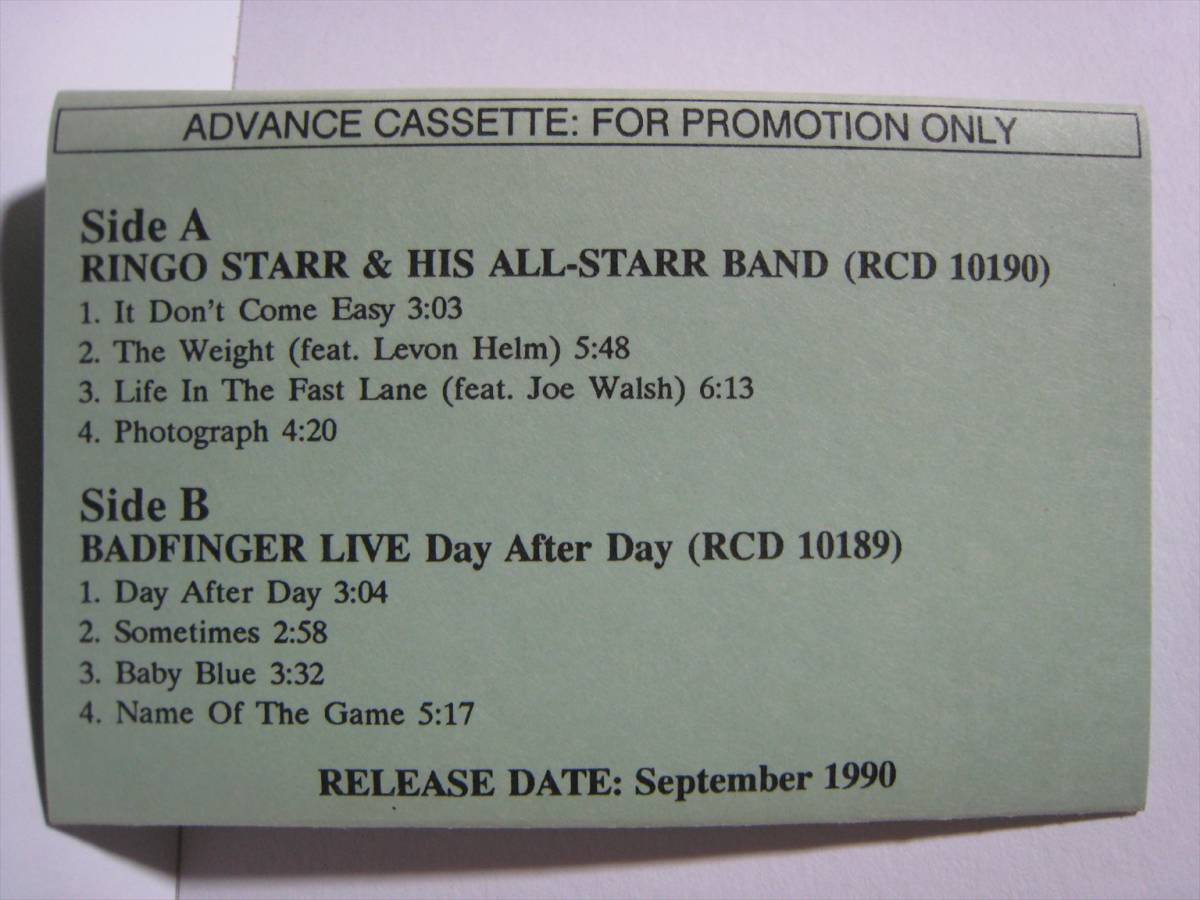 ADVANCE CASSETTE: FOR PROMOTION ONLY
Side A
RINGO STARR & HIS ALL-STARR BAND (RCD 10190)
1. It Don't Come Easy 3:03
2. The Weight (feat. Levon Helm) 5:48
3. Life In The Fast Lane (feat. Joe Walsh) 6:13
4. Photograph 4:20
Side B
BADFINGER LIVE Day After Day (RCD 10189)
1. Day After Day 3:04
2. Sometimes 2:58
3. Baby Blue 3:32
4. Name Of The Game 5:17
RELEASE DATE: September 1990